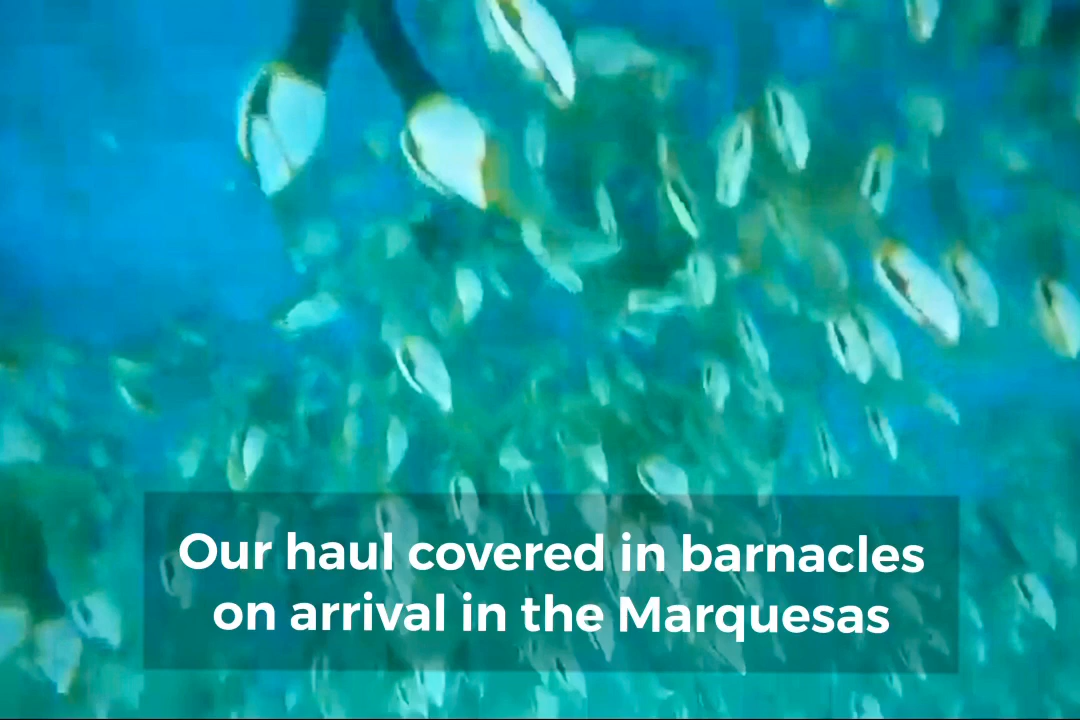 Our haul covered in barnacles
on arrival in the Marquesas